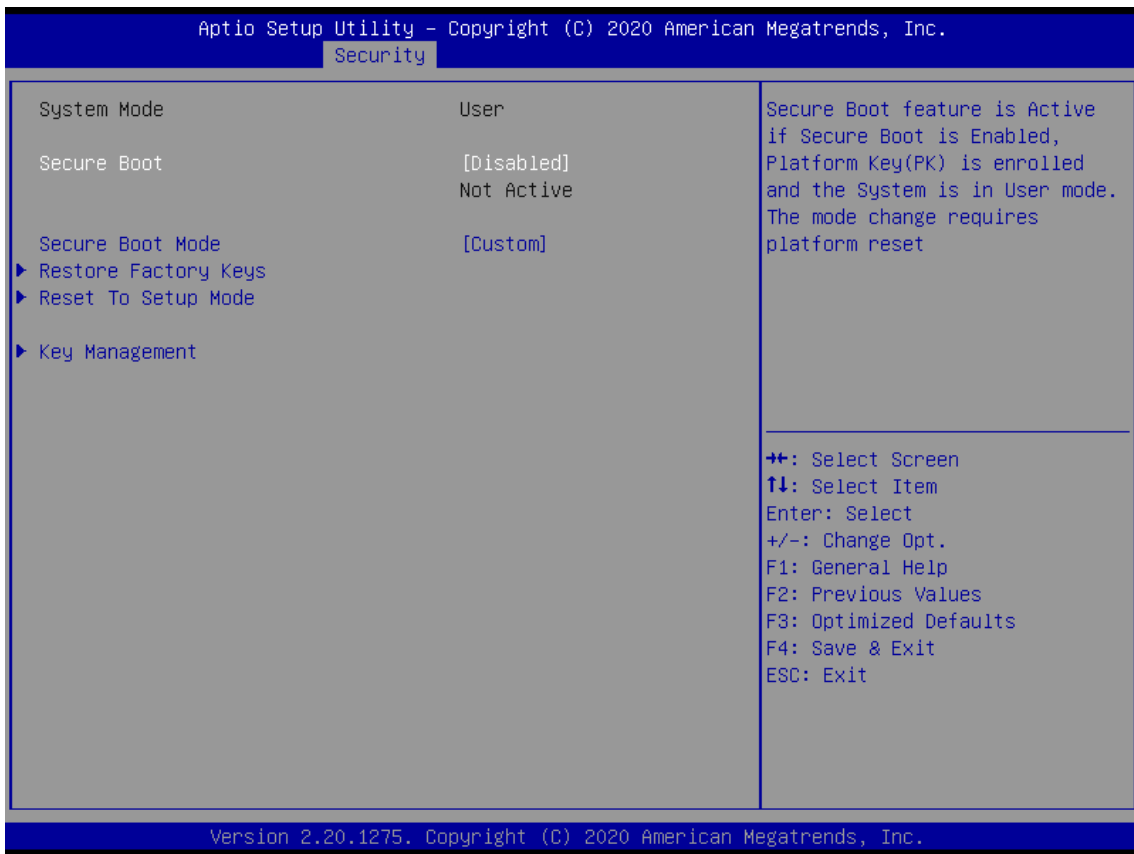 Aptio Setup Utility – Copyright (C) 2020 American Megatrends, Inc.
Security
System Mode User
Secure Boot [Disabled]
Not Active
Secure Boot Mode [Custom]
▶ Restore Factory Keys
▶ Reset To Setup Mode
▶ Key Management
Secure Boot feature is Active
if Secure Boot is Enabled,
Platform Key(PK) is enrolled
and the System is in User mode.
The mode change requires
platform reset
→←: Select Screen
↑↓: Select Item
Enter: Select
+/-: Change Opt.
F1: General Help
F2: Previous Values
F3: Optimized Defaults
F4: Save & Exit
ESC: Exit
Version 2.20.1275. Copyright (C) 2020 American Megatrends, Inc.